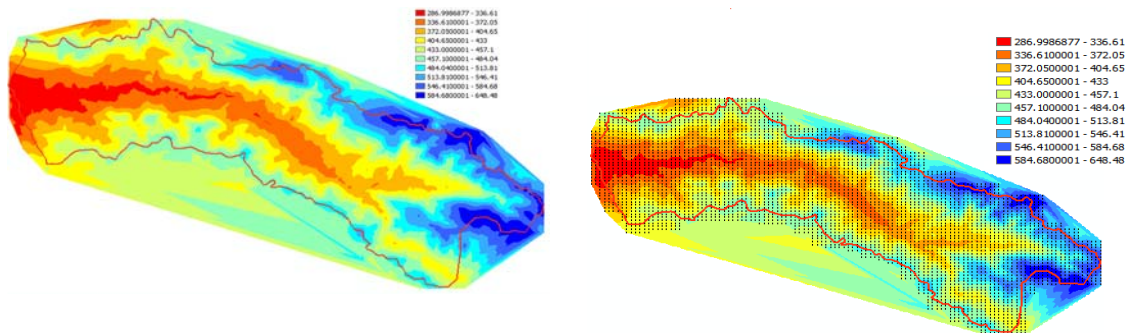 286.9986877 - 336.61
336.6100001 - 372.05
372.0500001 - 404.65
404.6500001 - 433
433.0000001 - 457.1
457.1000001 - 484.04
484.0400001 - 513.81
513.8100001 - 546.41
546.4100001 - 584.68
584.6800001 - 648.48
286.9986877 - 336.61
336.6100001 - 372.05
372.0500001 - 404.65
404.6500001 - 433
433.0000001 - 457.1
457.1000001 - 484.04
484.0400001 - 513.81
513.8100001 - 546.41
546.4100001 - 584.68
584.6800001 - 648.48